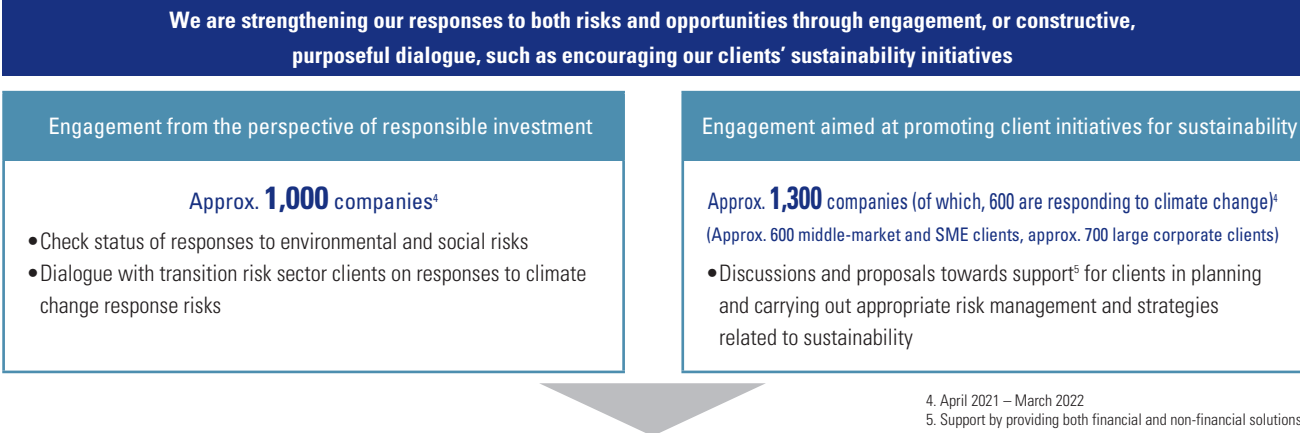 We are strengthening our responses to both risks and opportunities through engagement, or constructive,
purposeful dialogue, such as encouraging our clients’ sustainability initiatives
Engagement from the perspective of responsible investment
Approx. 1,000 companies⁴
•Check status of responses to environmental and social risks
•Dialogue with transition risk sector clients on responses to climate
change response risks
Engagement aimed at promoting client initiatives for sustainability
Approx. 1,300 companies (of which, 600 are responding to climate change)⁴
(Approx. 600 middle-market and SME clients, approx. 700 large corporate clients)
•Discussions and proposals towards support⁵ for clients in planning
and carrying out appropriate risk management and strategies
related to sustainability
4. April 2021 – March 2022
5. Support by providing both financial and non-financial solutions